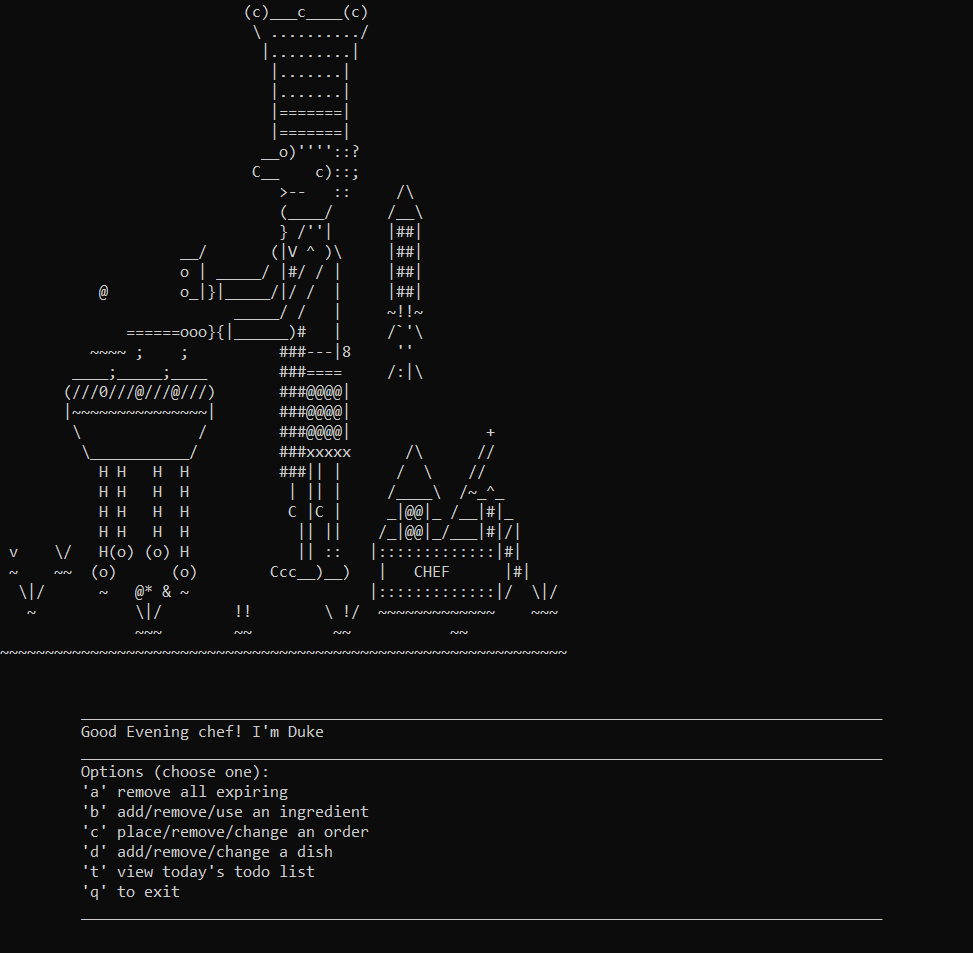 CHEF
Good Evening chef! I'm Duke
Options (choose one):
'a' remove all expiring
'b' add/remove/use an ingredient
'c' place/remove/change an order
'd' add/remove/change a dish
't' view today's todo list
'q' to exit